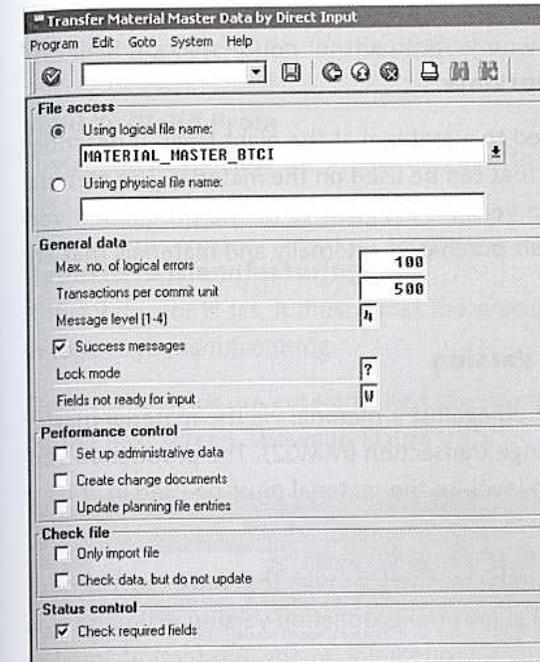 Transfer Material Master Data by Direct Input
Program Edit Goto System Help
File access
Using logical file name:
MATERIAL_MASTER_BTCI
Using physical file name:
General data
Max. no. of logical errors 100
Transactions per commit unit 500
Message level (1-4) 4
Success messages
Lock mode ?
Fields not ready for input W
Performance control
Set up administrative data
Create change documents
Update planning file entries
Check file
Only import file
Check data, but do not update
Status control
Check required fields